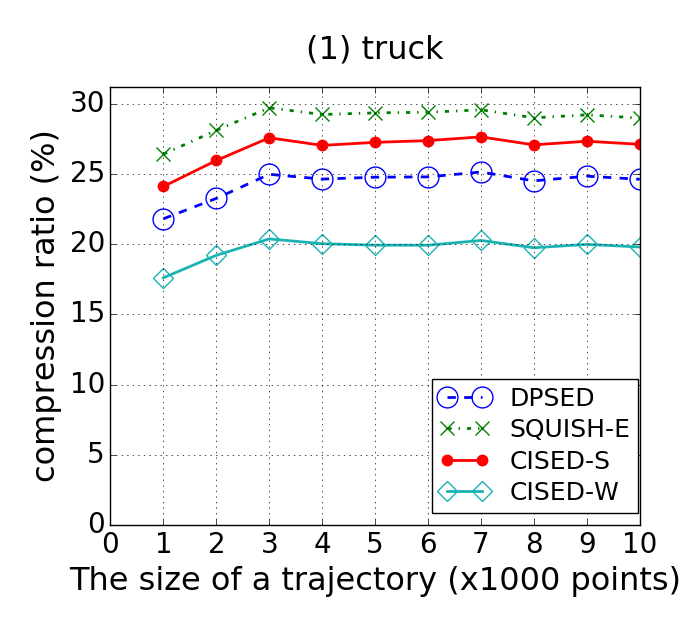 (1) truck
compression ratio (%)
30
25
20
15
10
5
0
DPSED
SQUISH-E
CISED-S
CISED-W
0 1 2 3 4 5 6 7 8 9 10
The size of a trajectory (x1000 points)